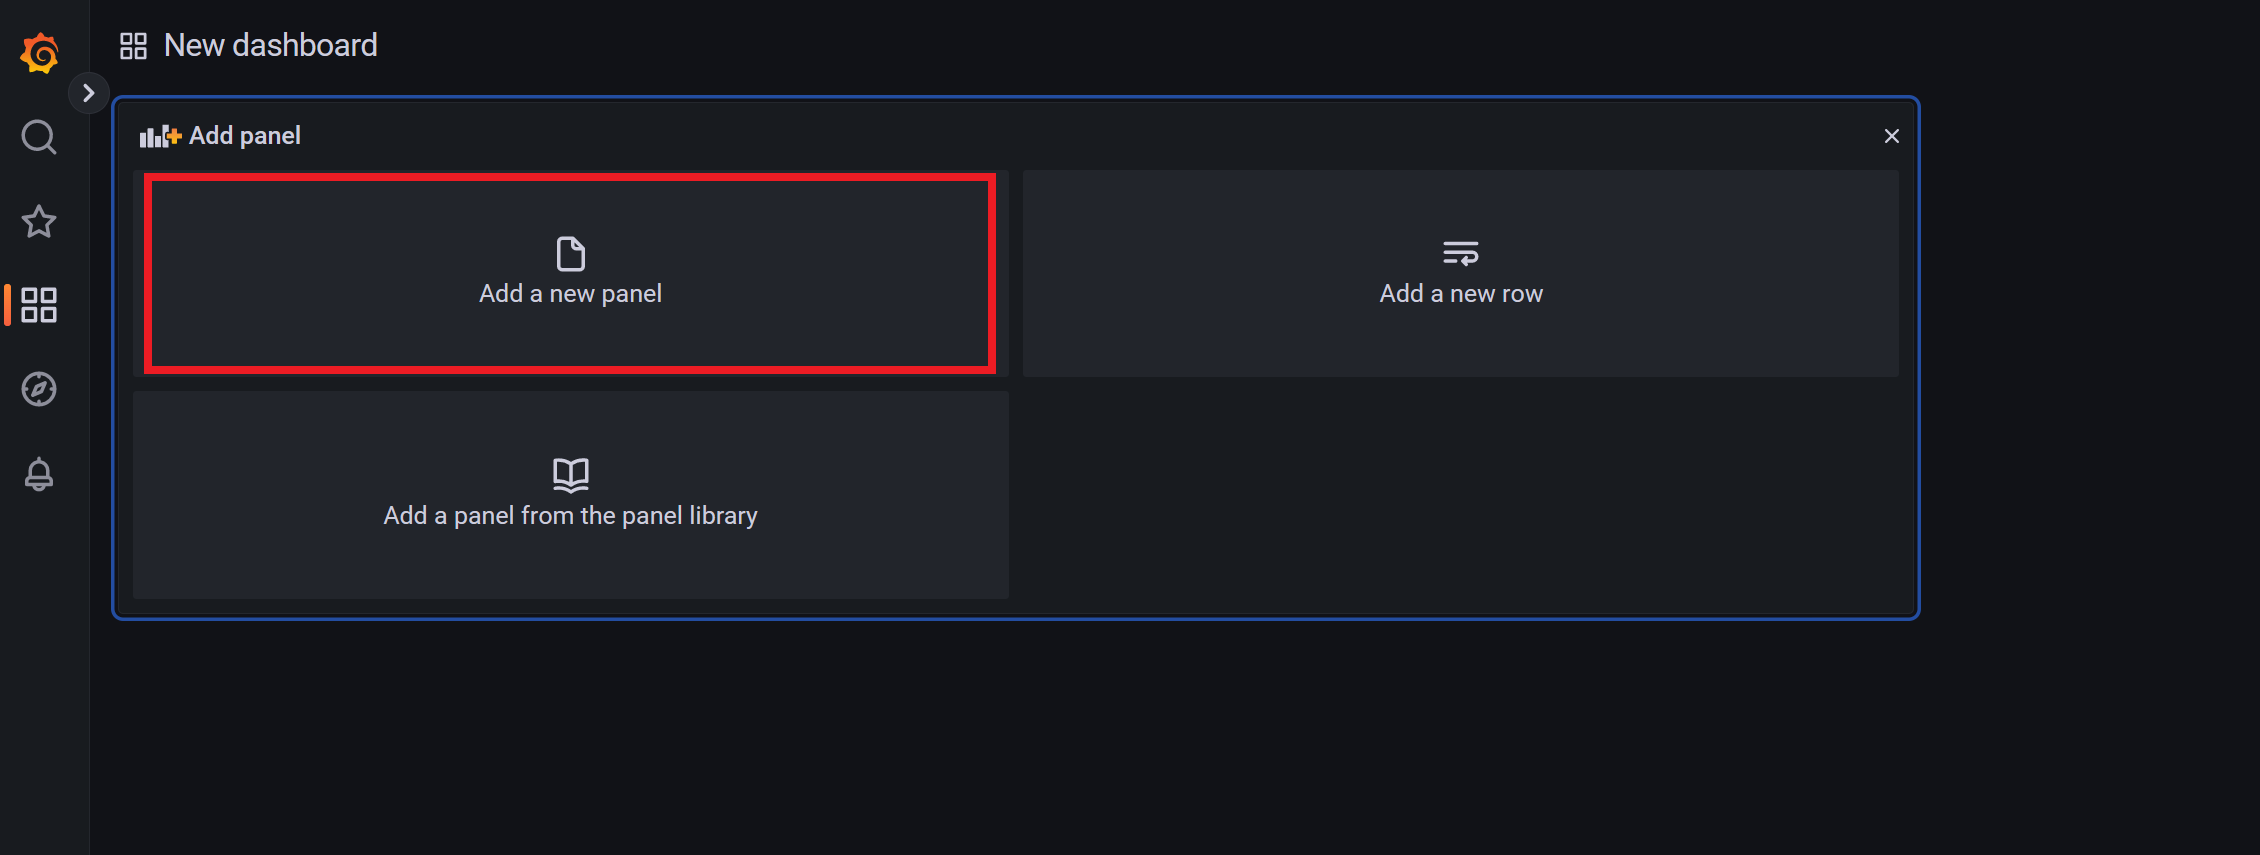 New dashboard
Add panel
Add a new panel
Add a new row
Add a panel from the panel library